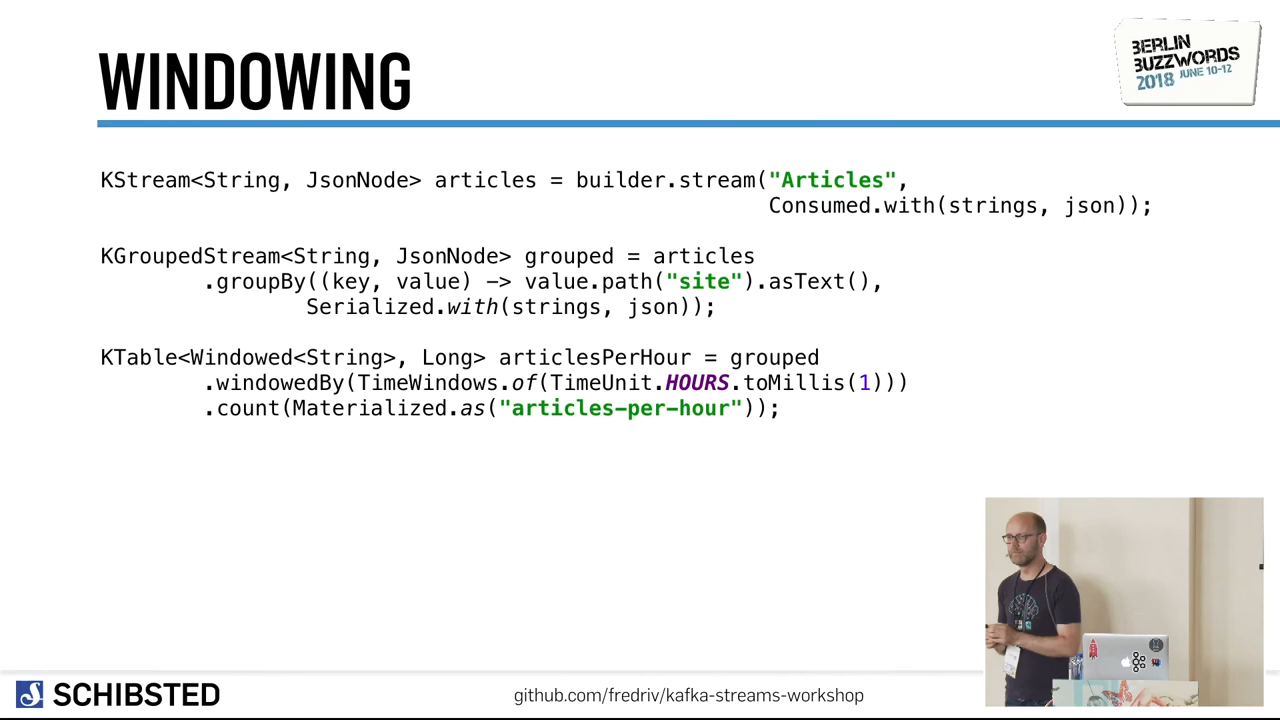 WINDOWING
BERLIN
BUZZWORDS
2018 JUNE 10-12
KStream<String, JsonNode> articles = builder.stream("Articles",
Consumed.with(strings, json));
KGroupedStream<String, JsonNode> grouped = articles
.groupBy((key, value) -> value.path("site").asText(),
Serialized.with(strings, json));
KTable<Windowed<String>, Long> articlesPerHour = grouped
.windowedBy(TimeWindows.of(TimeUnit.HOURS.toMillis(1)))
.count(Materialized.as("articles-per-hour"));
SCHIBSTED
github.com/fredriv/kafka-streams-workshop